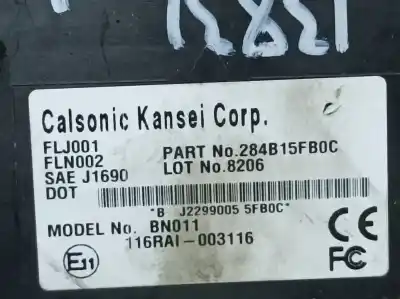 Calsonic Kansei Corp.
FLJ001
FLN002 PART No.284B15FB0C
SAE J1690 LOT No.8206
DOT
*B J2299005 5FB0C*
MODEL No. BN011
116RAI-003116
E11
CE
FC